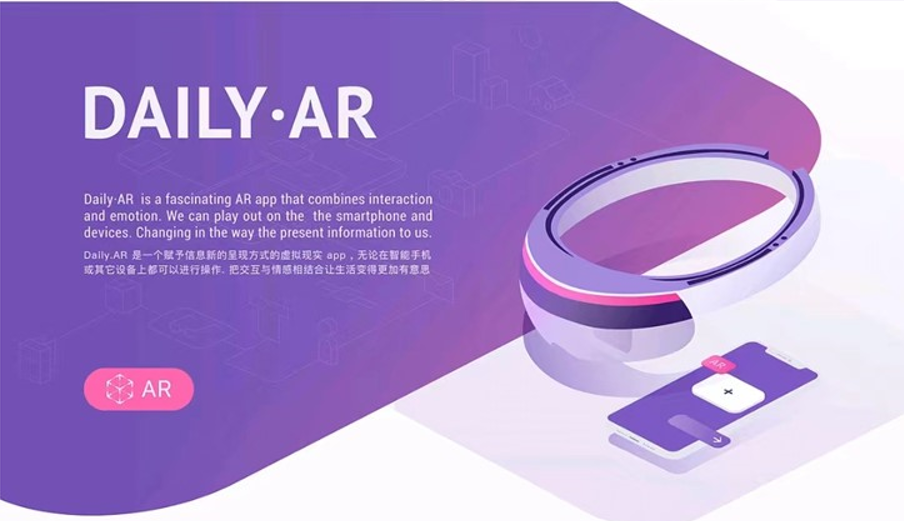 DAILY·AR
Daily·AR is a fascinating AR app that combines interaction
and emotion. We can play out on the the smartphone and
devices. Changing in the way the present information to us.
Daily.AR 是一个赋予信息新的呈现方式的虚拟现实 app，无论在智能手机
或其它设备上都可以进行操作. 把交互与情感相结合让生活变得更加有意思
AR
AR